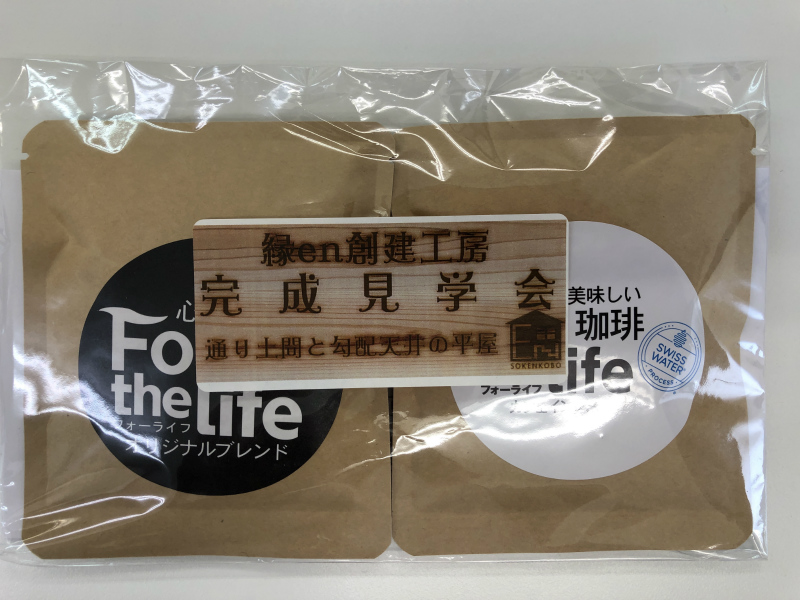 縁en創建工房
完成見学会
通り土間と勾配天井の平屋
SOKENKOBO
心
Fo
the life
フォーライフ
オリジナルブレンド
美味しい
珈琲
life
フォーライフ
SWISS
WATER
PROCESS